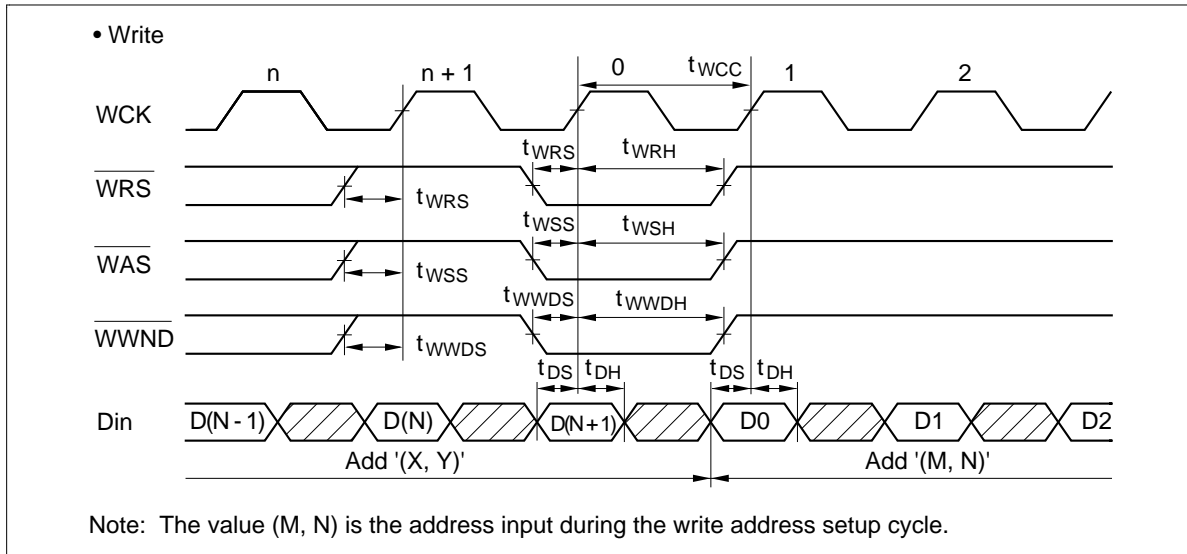 • Write
n n + 1 0 tWCC 1 2
WCK
tWRS tWRH
WRS
tWRS
tWSS tWSH
WAS
tWSS
tWWDS tWWDH
WWND
tWWDS
tDS tDH tDS tDH
Din D(N - 1) D(N) D(N+1) D0 D1 D2
Add '(X, Y)' Add '(M, N)'
Note: The value (M, N) is the address input during the write address setup cycle.